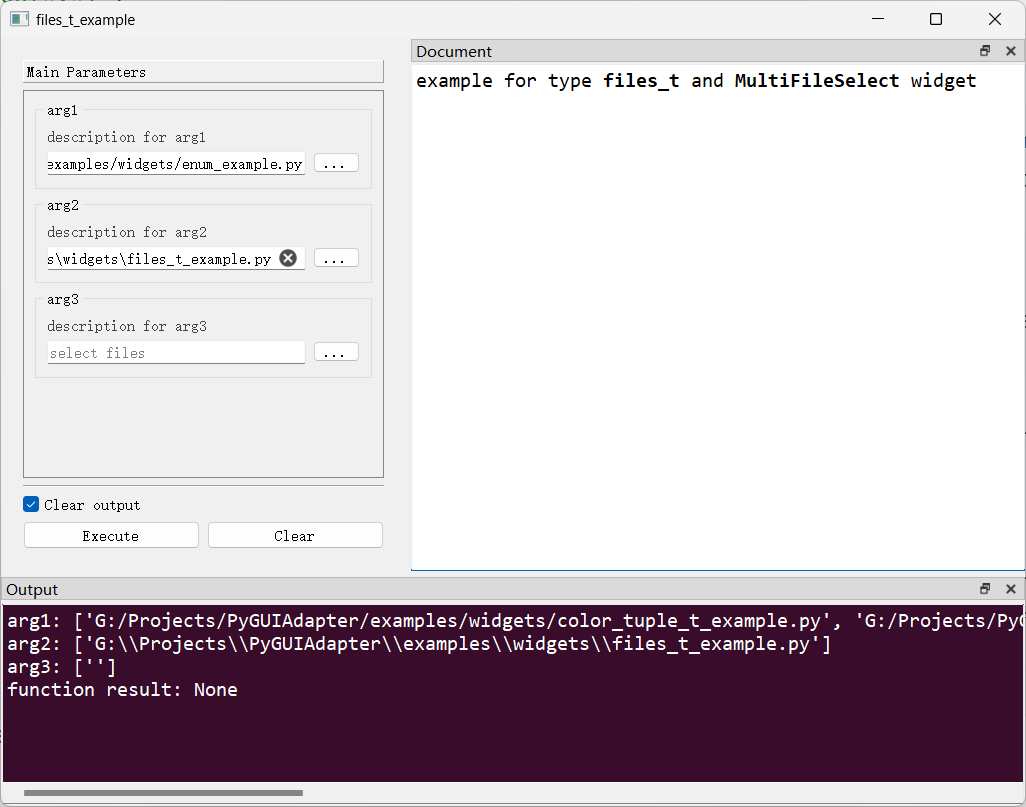 files_t_example
Main Parameters
arg1
description for arg1
examples/widgets/enum_example.py
...
arg2
description for arg2
s\widgets\files_t_example.py
...
arg3
description for arg3
select files
...
Clear output
Execute
Clear
Document
example for type files_t and MultiFileSelect widget
Output
arg1: ['G:/Projects/PyGUIAdapter/examples/widgets/color_tuple_t_example.py', 'G:/Projects/PyG
arg2: ['G:\\Projects\\PyGUIAdapter\\examples\\widgets\\files_t_example.py']
arg3: ['']
function result: None